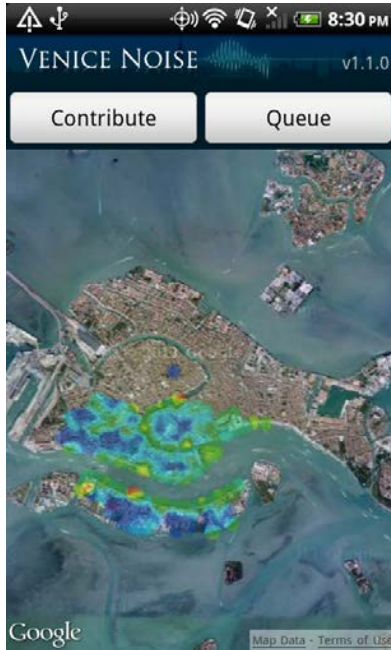 8:30 PM
VENICE NOISE
v1.1.0
Contribute
Queue
Google
Map Data - Terms of Use